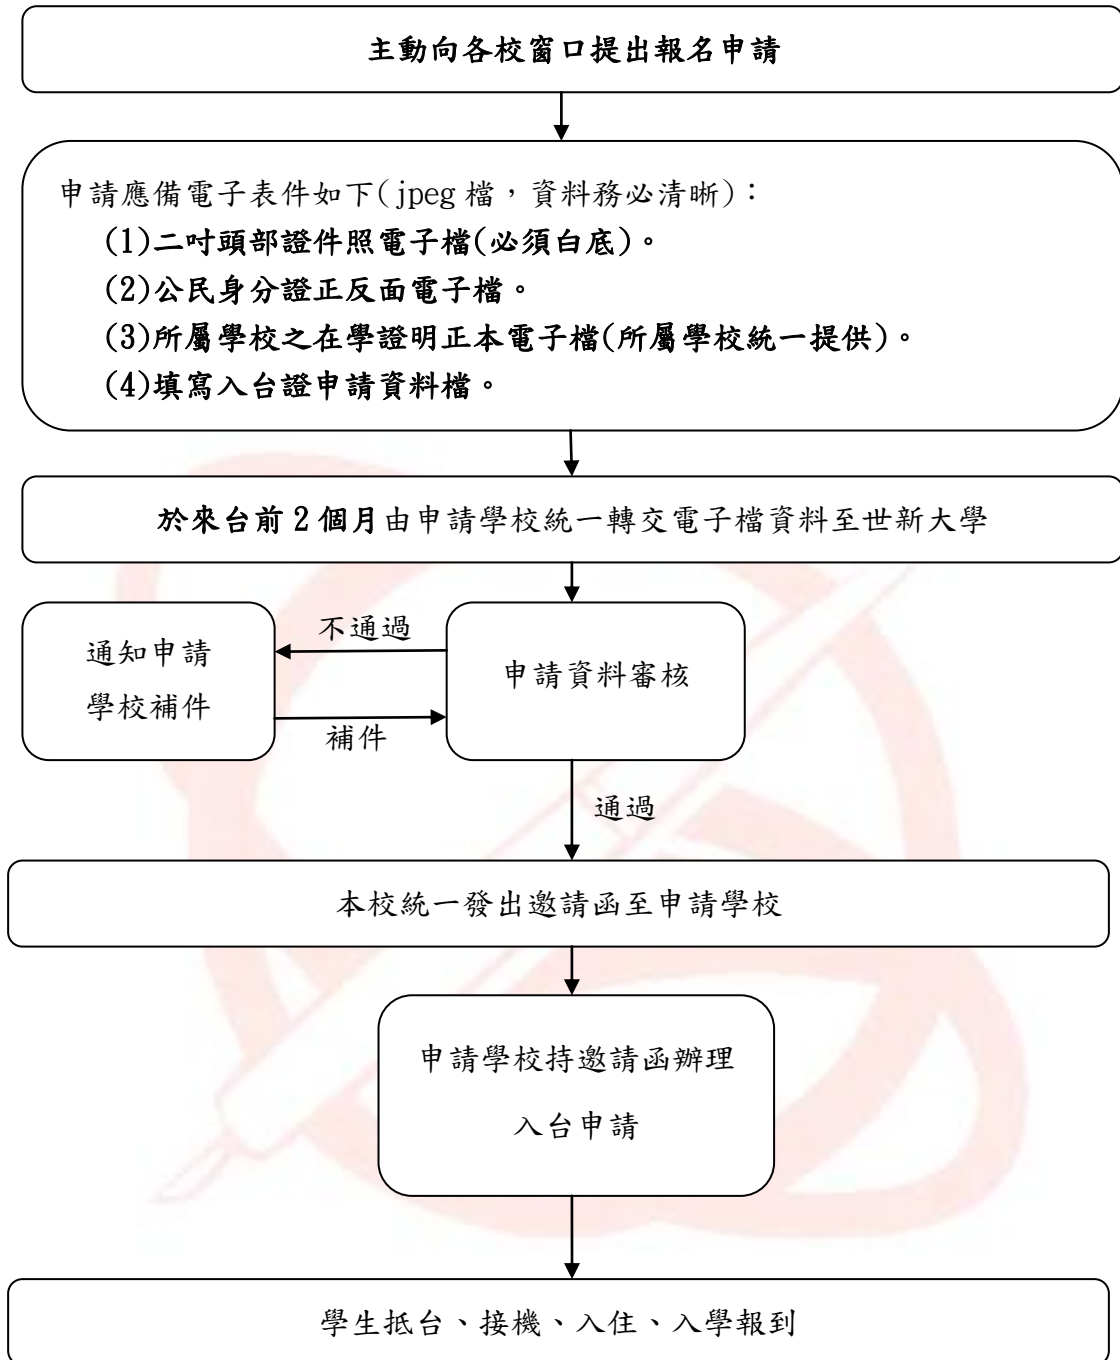 主動向各校窗口提出報名申請
申請應備電子表件如下(jpeg 檔，資料務必清晰)：
(1)二吋頭部證件照電子檔(必須白底)。
(2)公民身分證正反面電子檔。
(3)所屬學校之在學證明正本電子檔(所屬學校統一提供)。
(4)填寫入台證申請資料檔。
於來台前 2 個月由申請學校統一轉交電子檔資料至世新大學
不通過
通知申請
學校補件
申請資料審核
補件
通過
本校統一發出邀請函至申請學校
申請學校持邀請函辦理
入台申請
學生抵台、接機、入住、入學報到